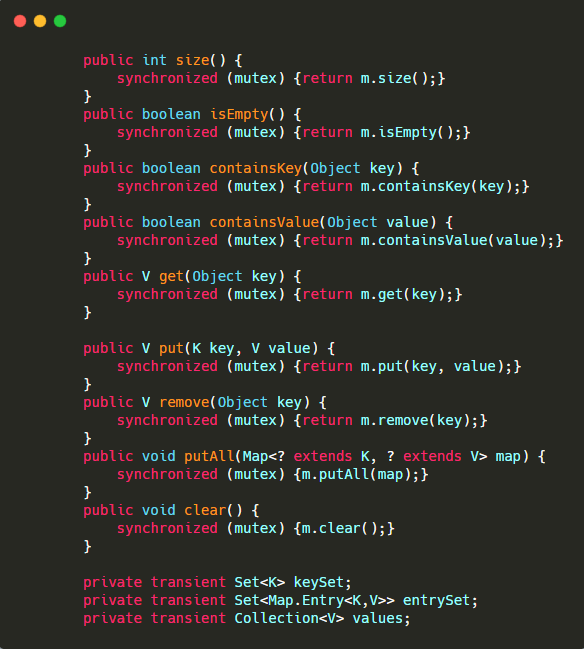 public int size() {
synchronized (mutex) {return m.size();}
}
public boolean isEmpty() {
synchronized (mutex) {return m.isEmpty();}
}
public boolean containsKey(Object key) {
synchronized (mutex) {return m.containsKey(key);}
}
public boolean containsValue(Object value) {
synchronized (mutex) {return m.containsValue(value);}
}
public V get(Object key) {
synchronized (mutex) {return m.get(key);}
}
public V put(K key, V value) {
synchronized (mutex) {return m.put(key, value);}
}
public V remove(Object key) {
synchronized (mutex) {return m.remove(key);}
}
public void putAll(Map<? extends K, ? extends V> map) {
synchronized (mutex) {m.putAll(map);}
}
public void clear() {
synchronized (mutex) {m.clear();}
}
private transient Set<K> keySet;
private transient Set<Map.Entry<K,V>> entrySet;
private transient Collection<V> values;